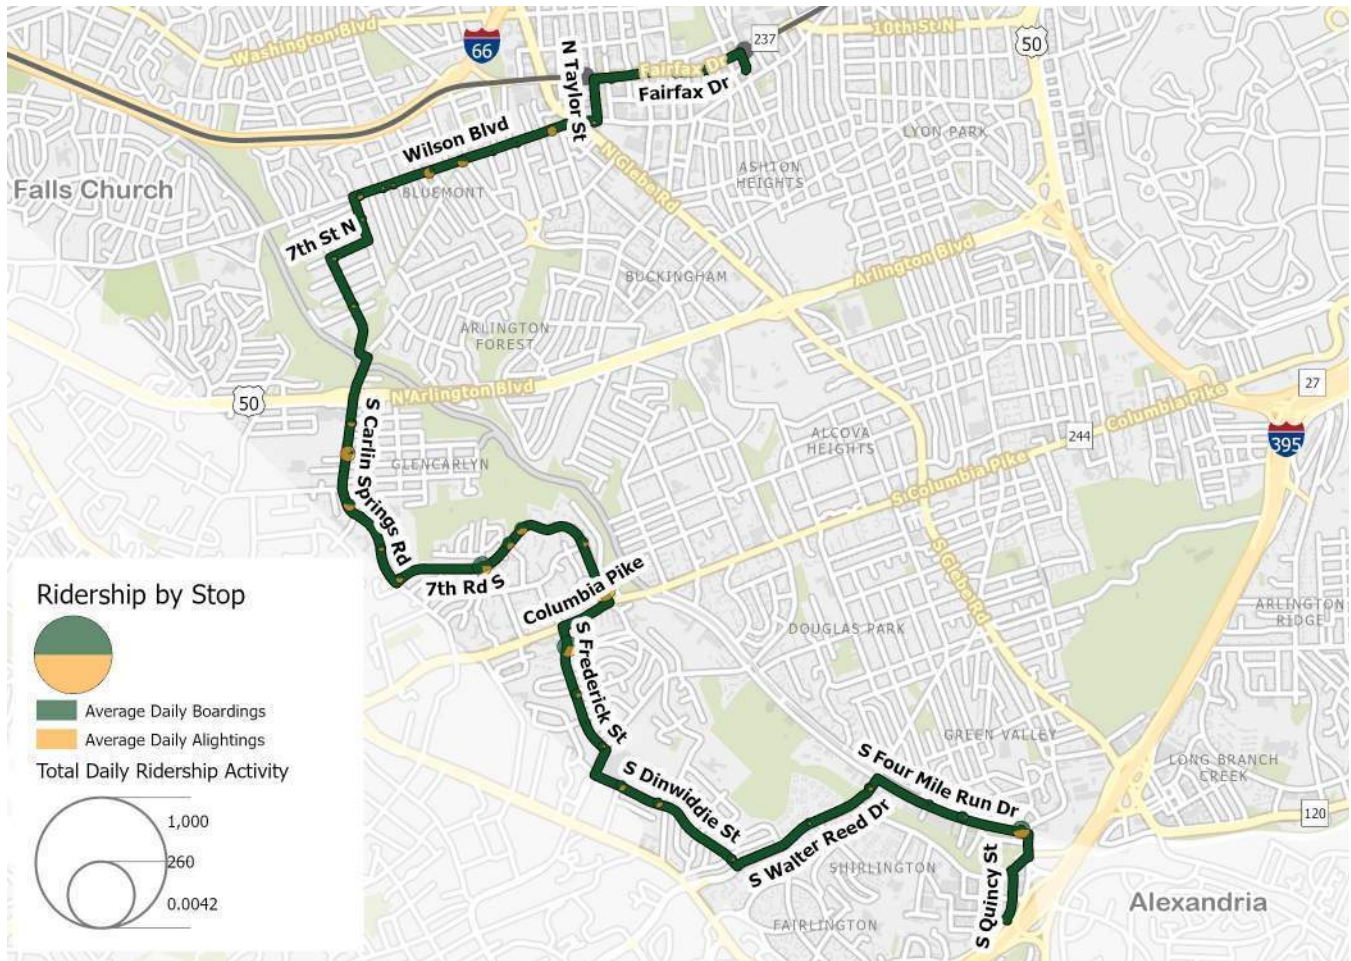 Washington Blvd
66
N Taylor St
237
10th St N
50
Fairfax Dr
Fairfax Dr
Wilson Blvd
LYON PARK
N Glebe Rd
ASHTON
HEIGHTS
Falls Church
BLUEMONT
7th St N
Arlington Blvd
BUCKINGHAM
ARLINGTON
FOREST
N Arlington Blvd
50
27
Columbia Pike
244
395
S Carlin Springs Rd
GLENCARLYN
ALCOVA
HEIGHTS
S Columbia Pike
S Glebe Rd
7th Rd S
Columbia Pike
ARLINGTON
RIDGE
DOUGLAS PARK
S Frederick St
GREEN VALLEY
S Four Mile Run Dr
LONG BRANCH
CREEK
120
S Dinwiddie St
S Walter Reed Dr
SHIRLINGTON
S Quincy St
Alexandria
FAIRLINGTON
Ridership by Stop
Average Daily Boardings
Average Daily Alightings
Total Daily Ridership Activity
1,000
260
0.0042